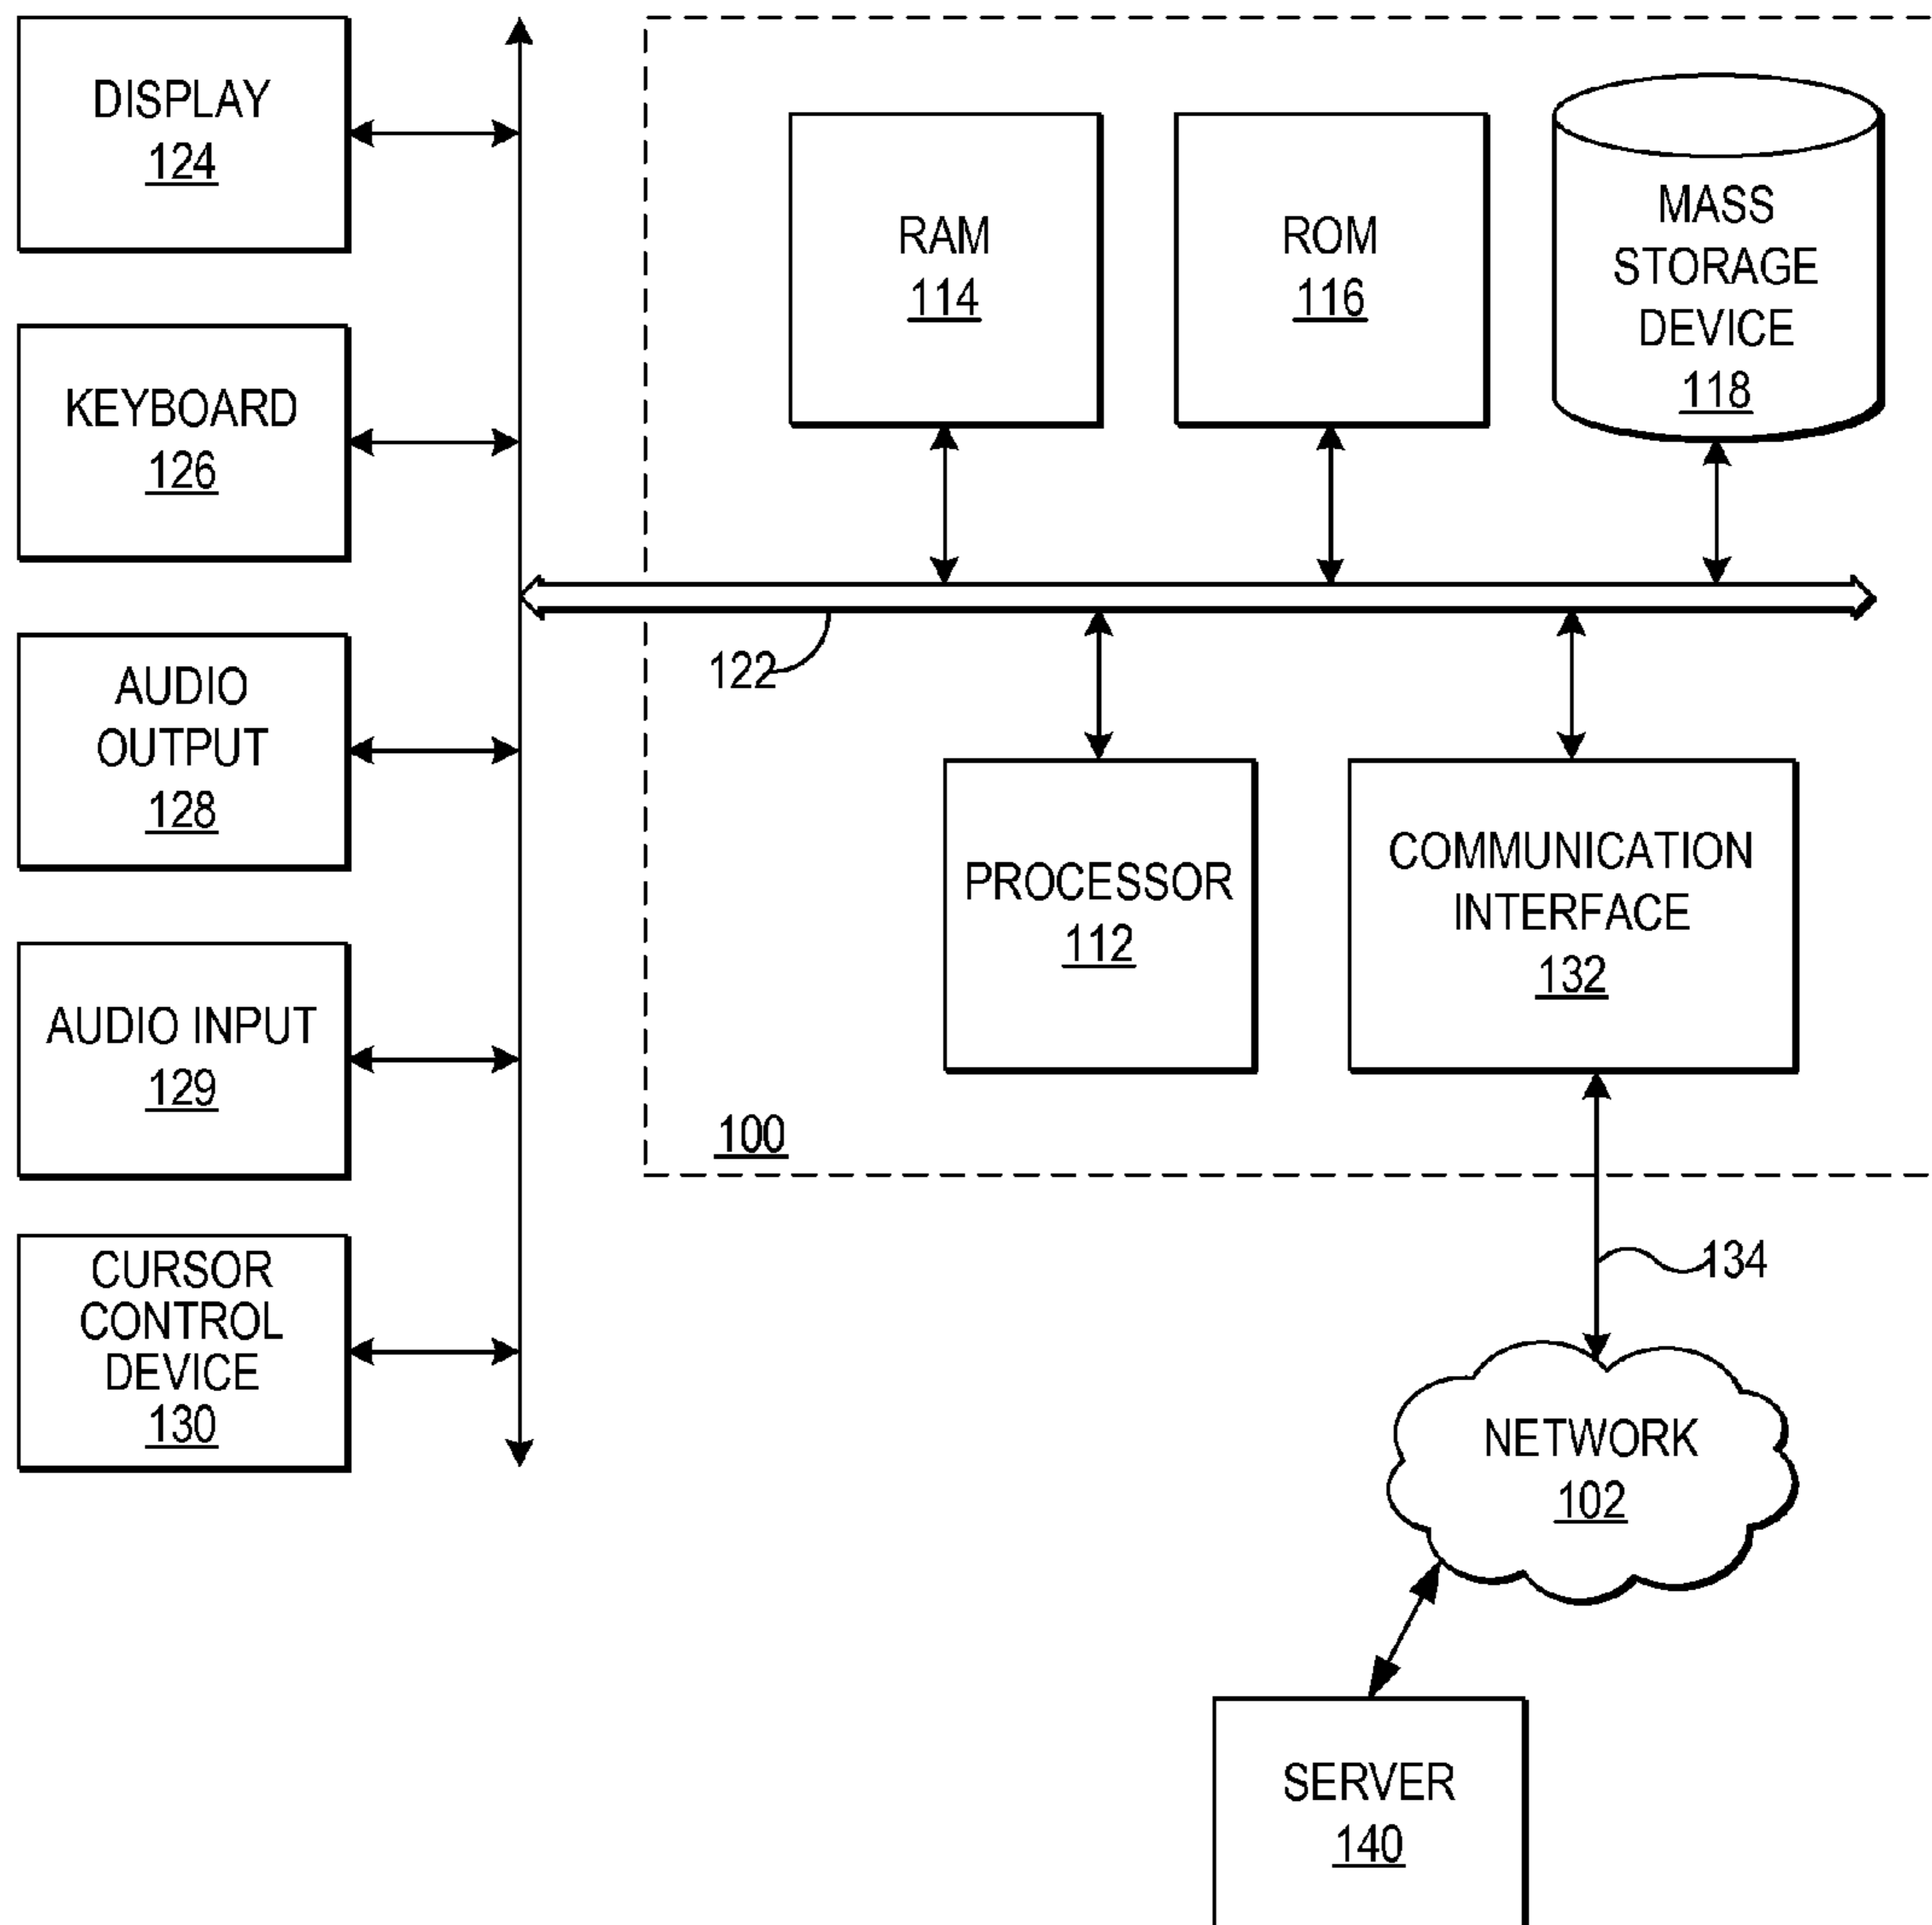 DISPLAY
124
KEYBOARD
126
AUDIO
OUTPUT
128
AUDIO INPUT
129
CURSOR
CONTROL
DEVICE
130
RAM
114
ROM
116
MASS
STORAGE
DEVICE
118
122
PROCESSOR
112
COMMUNICATION
INTERFACE
132
100
134
NETWORK
102
SERVER
140